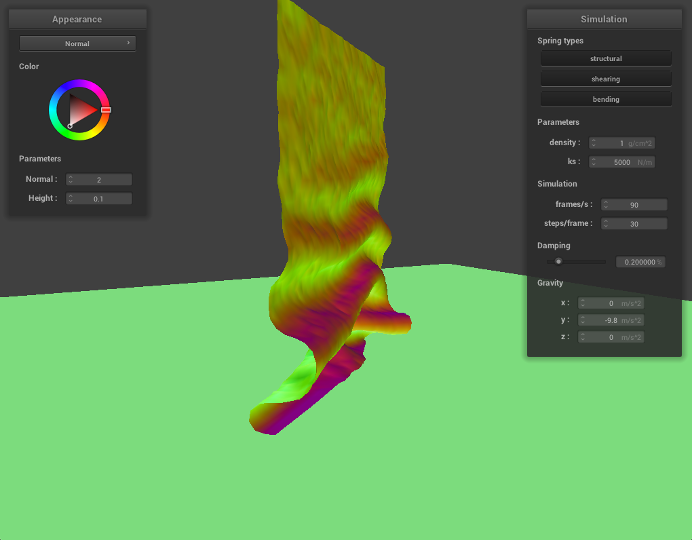 Appearance
Normal
Color
Parameters
Normal : 2
Height : 0.1
Simulation
Spring types
structural
shearing
bending
Parameters
density : 1 g/cm^2
ks : 5000 N/m
Simulation
frames/s : 90
steps/frame : 30
Damping
0.200000 %
Gravity
x : 0 m/s^2
y : -9.8 m/s^2
z : 0 m/s^2